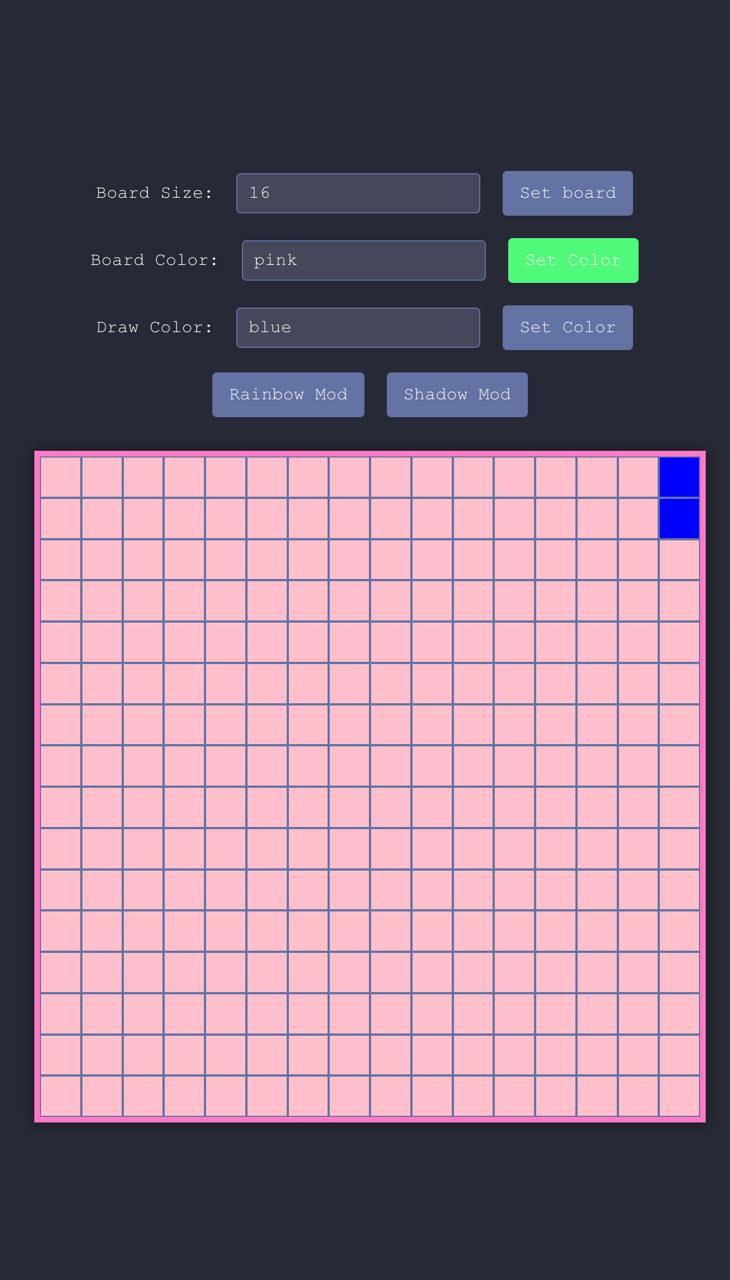 Board Size: 16 Set board
Board Color: pink Set Color
Draw Color: blue Set Color
Rainbow Mod Shadow Mod